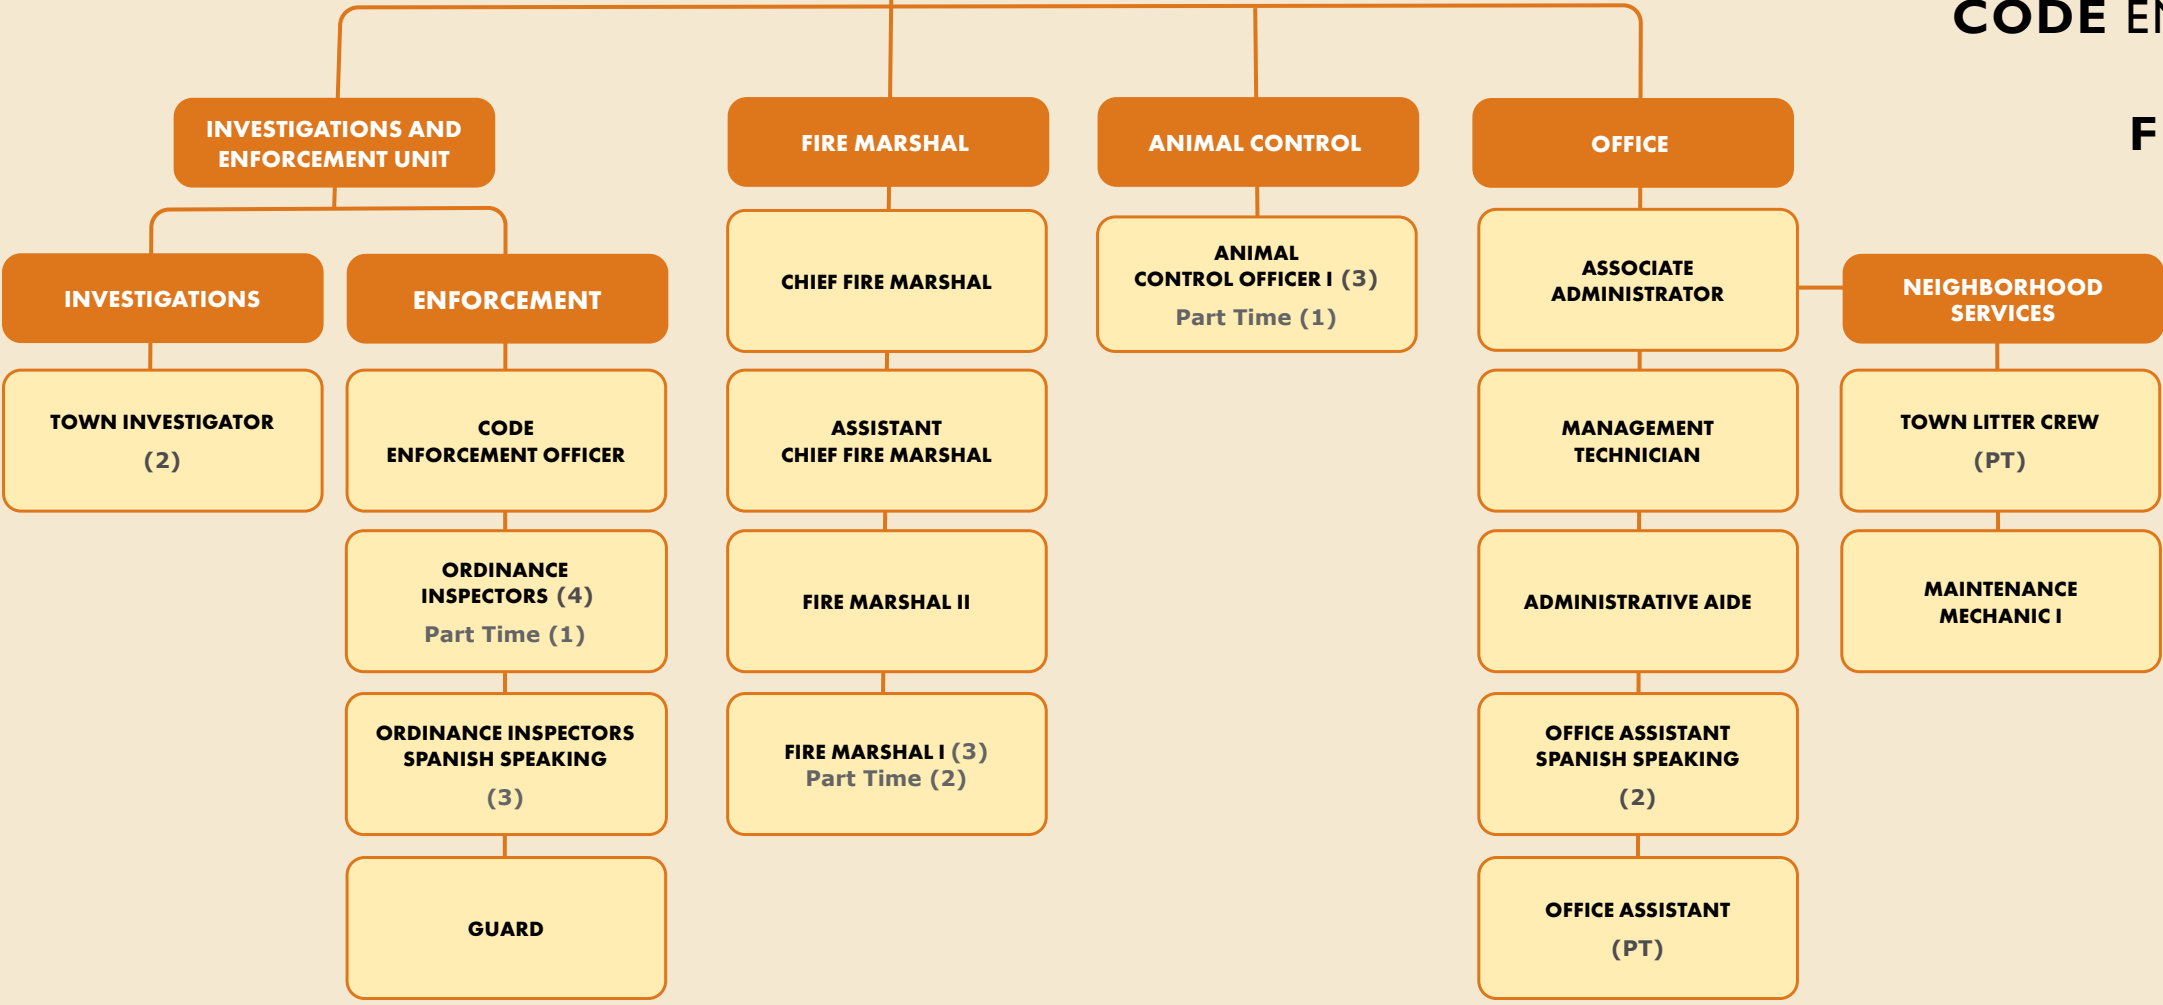 CODE EN
F
INVESTIGATIONS AND
ENFORCEMENT UNIT
FIRE MARSHAL
ANIMAL CONTROL
OFFICE
INVESTIGATIONS
ENFORCEMENT
CHIEF FIRE MARSHAL
ANIMAL
CONTROL OFFICER I (3)
Part Time (1)
ASSOCIATE
ADMINISTRATOR
NEIGHBORHOOD
SERVICES
TOWN INVESTIGATOR
(2)
CODE
ENFORCEMENT OFFICER
ASSISTANT
CHIEF FIRE MARSHAL
MANAGEMENT
TECHNICIAN
TOWN LITTER CREW
(PT)
ORDINANCE
INSPECTORS (4)
Part Time (1)
FIRE MARSHAL II
ADMINISTRATIVE AIDE
MAINTENANCE
MECHANIC I
ORDINANCE INSPECTORS
SPANISH SPEAKING
(3)
FIRE MARSHAL I (3)
Part Time (2)
OFFICE ASSISTANT
SPANISH SPEAKING
(2)
GUARD
OFFICE ASSISTANT
(PT)